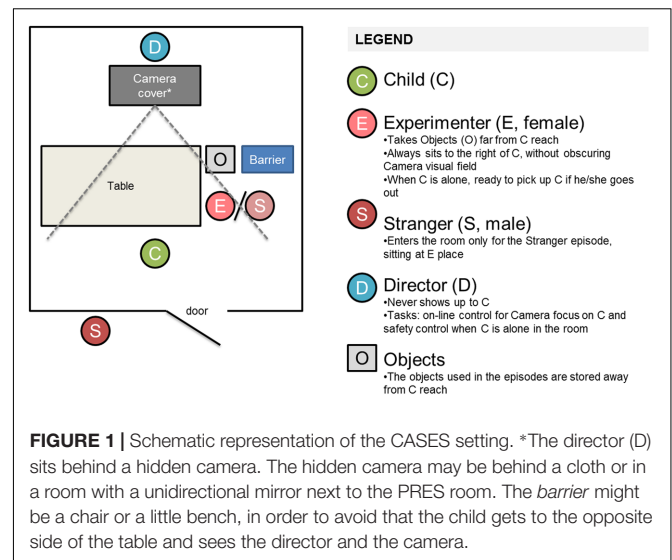 D
Camera
cover*
O
Barrier
Table
E
/
S
C
door
S
LEGEND
C Child (C)
E Experimenter (E, female)
•Takes Objects (O) far from C reach
•Always sits to the right of C, without obscuring
Camera visual field
•When C is alone, ready to pick up C if he/she goes
out
S Stranger (S, male)
•Enters the room only for the Stranger episode,
sitting at E place
D Director (D)
•Never shows up to C
•Tasks: on-line control for Camera focus on C and
safety control when C is alone in the room
O Objects
•The objects used in the episodes are stored away
from C reach
FIGURE 1 | Schematic representation of the CASES setting. *The director (D)
sits behind a hidden camera. The hidden camera may be behind a cloth or in
a room with a unidirectional mirror next to the PRES room. The barrier might
be a chair or a little bench, in order to avoid that the child gets to the opposite
side of the table and sees the director and the camera.